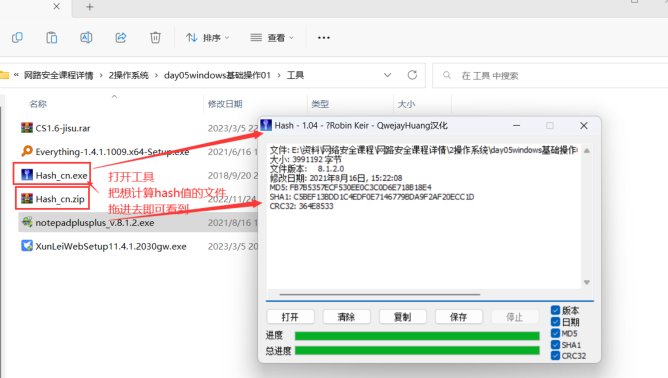 排序
查看
网路安全课程详情 › 2操作系统 › day05windows基础操作01 › 工具
在 工具 中搜索
名称
修改日期
类型
大小
CS1.6-jisu.rar
2023/3/5 22
Everything-1.4.1.1009.x64-Setup.exe
2021/6/16 1
Hash_cn.exe
2018/9/20
Hash_cn.zip
2022/11/24
notepadplusplus_v.8.1.2.exe
2021/8/16 1
XunLeiWebSetup11.4.1.2030gw.exe
2023/3/5 20
打开工具
把想计算hash值的文件
拖进去即可看到
Hash - 1.04 - ?Robin Keir - QwejayHuang汉化
文件: E:\资料\网络安全课程\网路安全课程详情\2操作系统\day05windows基础操作
大小: 3991192 字节
文件版本: 8.1.2.0
修改日期: 2021年8月16日, 15:22:08
MD5: FB7B5357ECF530EE0C3C0D6E718B18E4
SHA1: C5BEF13BDD1C4EDF0E7146779BDA9F2AF20ECC1D
CRC32: 364E8533
打开
清除
复制
保存
停止
进度
总进度
版本
日期
MD5
SHA1
CRC32